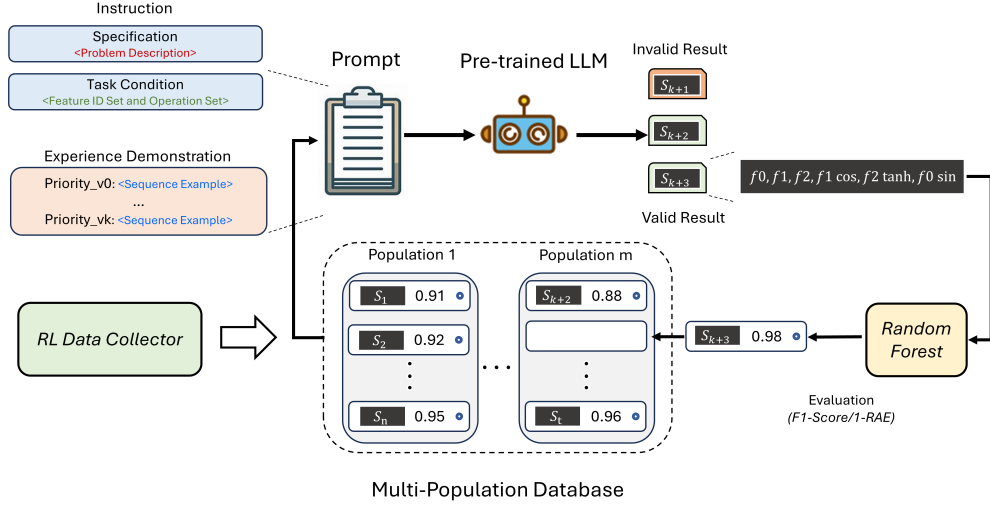 Instruction
Specification
<Problem Description>
Task Condition
<Feature ID Set and Operation Set>
Experience Demonstration
Priority_v0: <Sequence Example>
...
Priority_vk: <Sequence Example>
Prompt
Pre-trained LLM
Invalid Result
S_{k+1}
S_{k+2}
S_{k+3}
Valid Result
f0, f1, f2, f1 cos, f2 tanh, f0 sin
RL Data Collector
Population 1
S_1 0.91
S_2 0.92
S_n 0.95
...
Population m
S_{k+2} 0.88
S_t 0.96
S_{k+3} 0.98
Random
Forest
Evaluation
(F1-Score/1-RAE)
Multi-Population Database